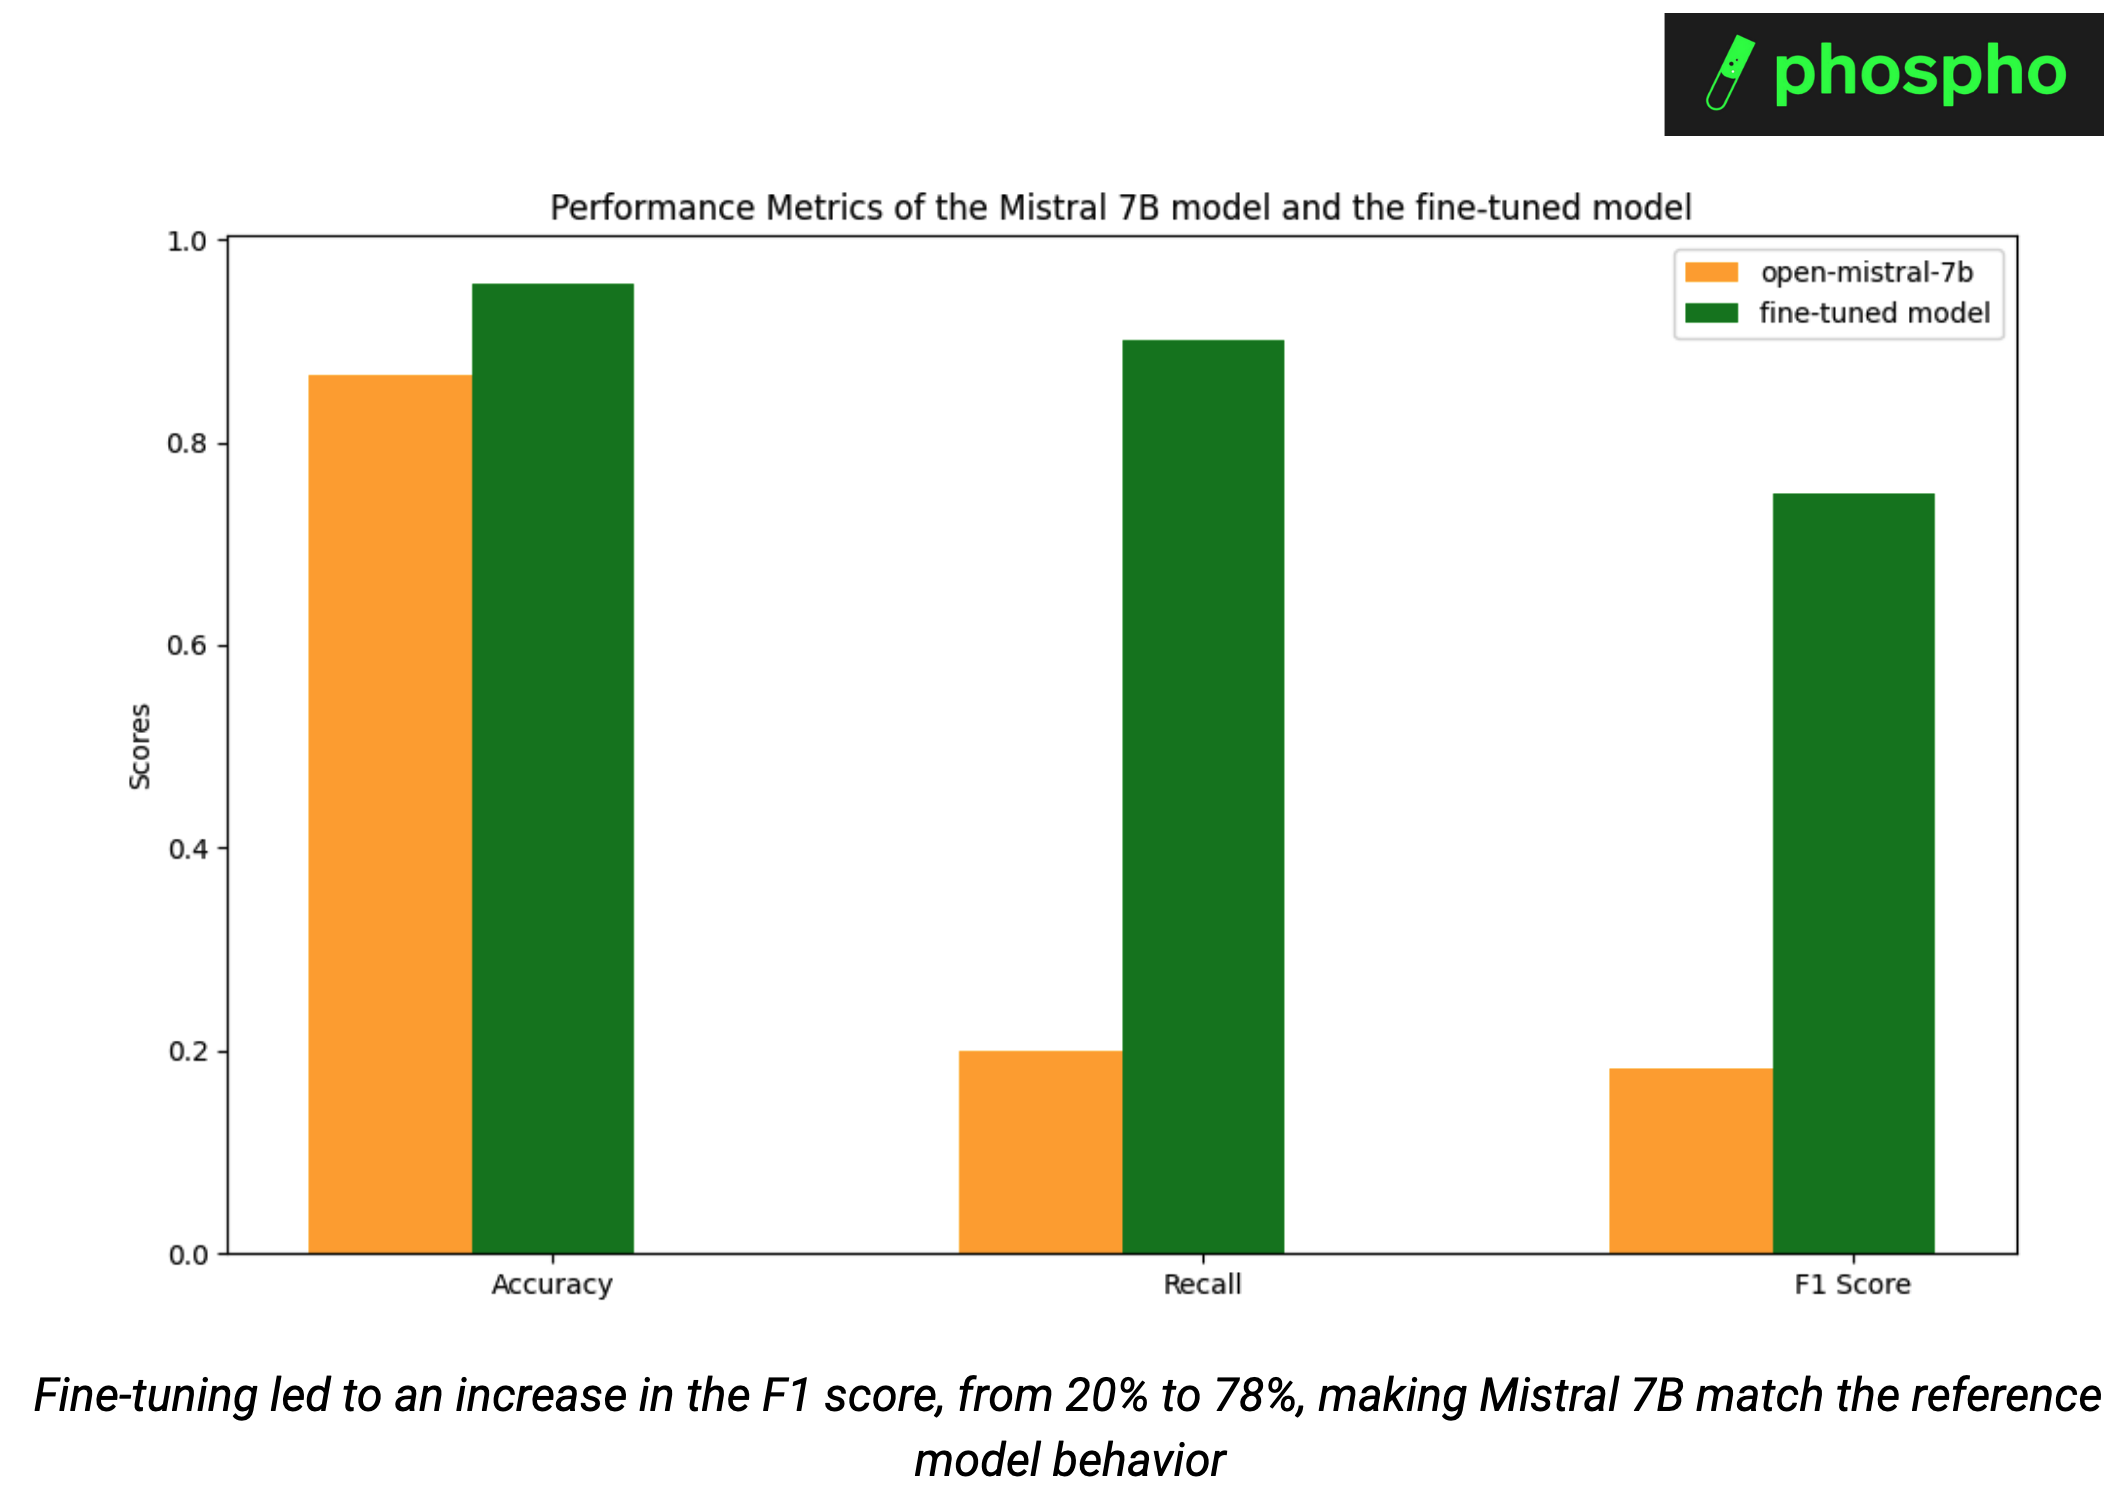 phospho
Performance Metrics of the Mistral 7B model and the fine-tuned model
1.0
0.8
0.6
0.4
0.2
0.0
Scores
open-mistral-7b
fine-tuned model
Accuracy
Recall
F1 Score
Fine-tuning led to an increase in the F1 score, from 20% to 78%, making Mistral 7B match the reference
model behavior